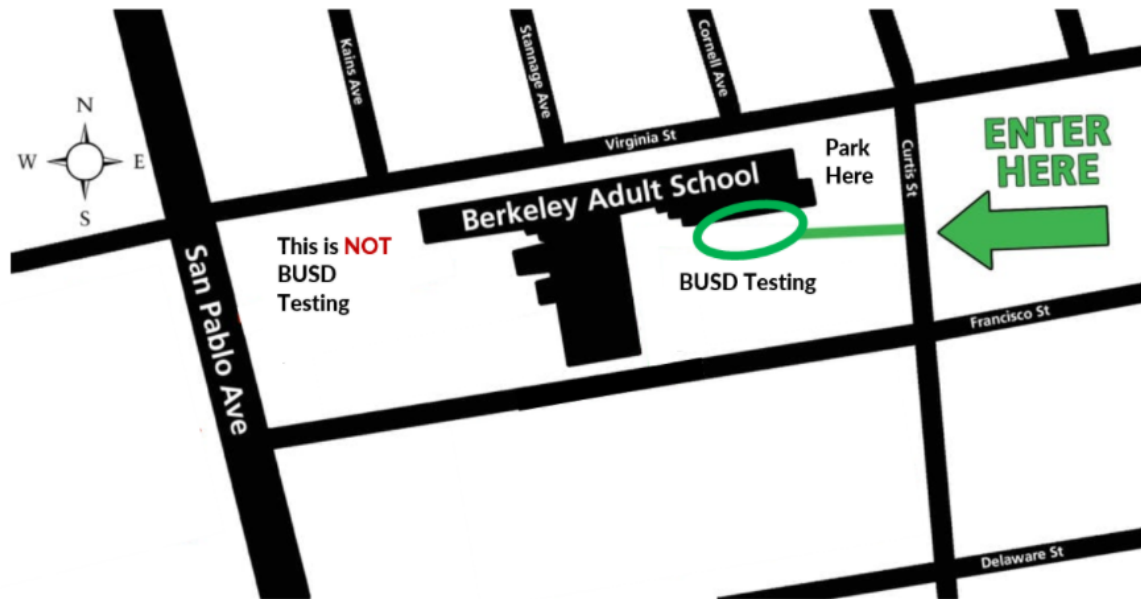 Kains Ave
Stannage Ave
Cornell Ave
Virginia St
Curtis St
N
W
E
S
Park
Here
ENTER
HERE
Berkeley Adult School
This is NOT
BUSD
Testing
BUSD Testing
San Pablo Ave
Francisco St
Delaware St